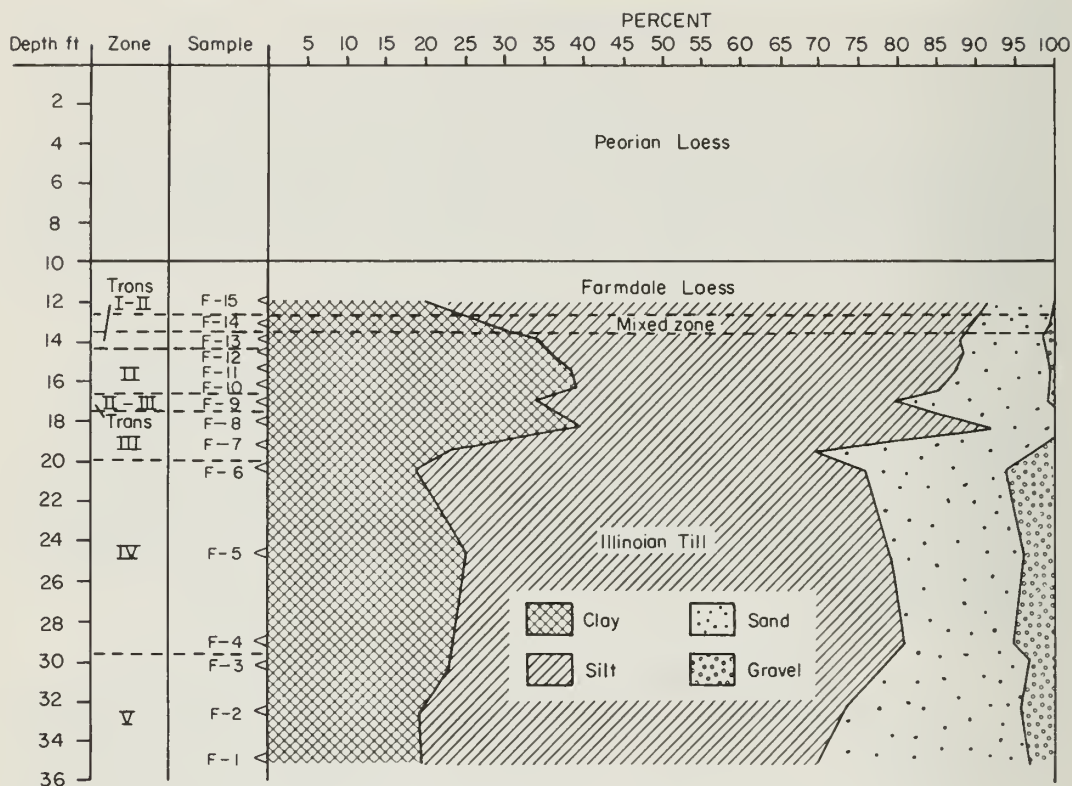 PERCENT
Depth ft Zone Sample 5 10 15 20 25 30 35 40 45 50 55 60 65 70 75 80 85 90 95 100
2
4
Peorian Loess
6
8
10
Trans
I-II
12
F-15
Farmdale Loess
F-14
Mixed zone
14
F-13
F-12
II
F-11
16
F-10
II-III
F-9
18
Trans
F-8
III
F-7
20
F-6
22
24
IV
F-5
Illinoian Till
26
28
Clay
Sand
F-4
30
F-3
Silt
Gravel
32
F-2
V
34
F-1
36